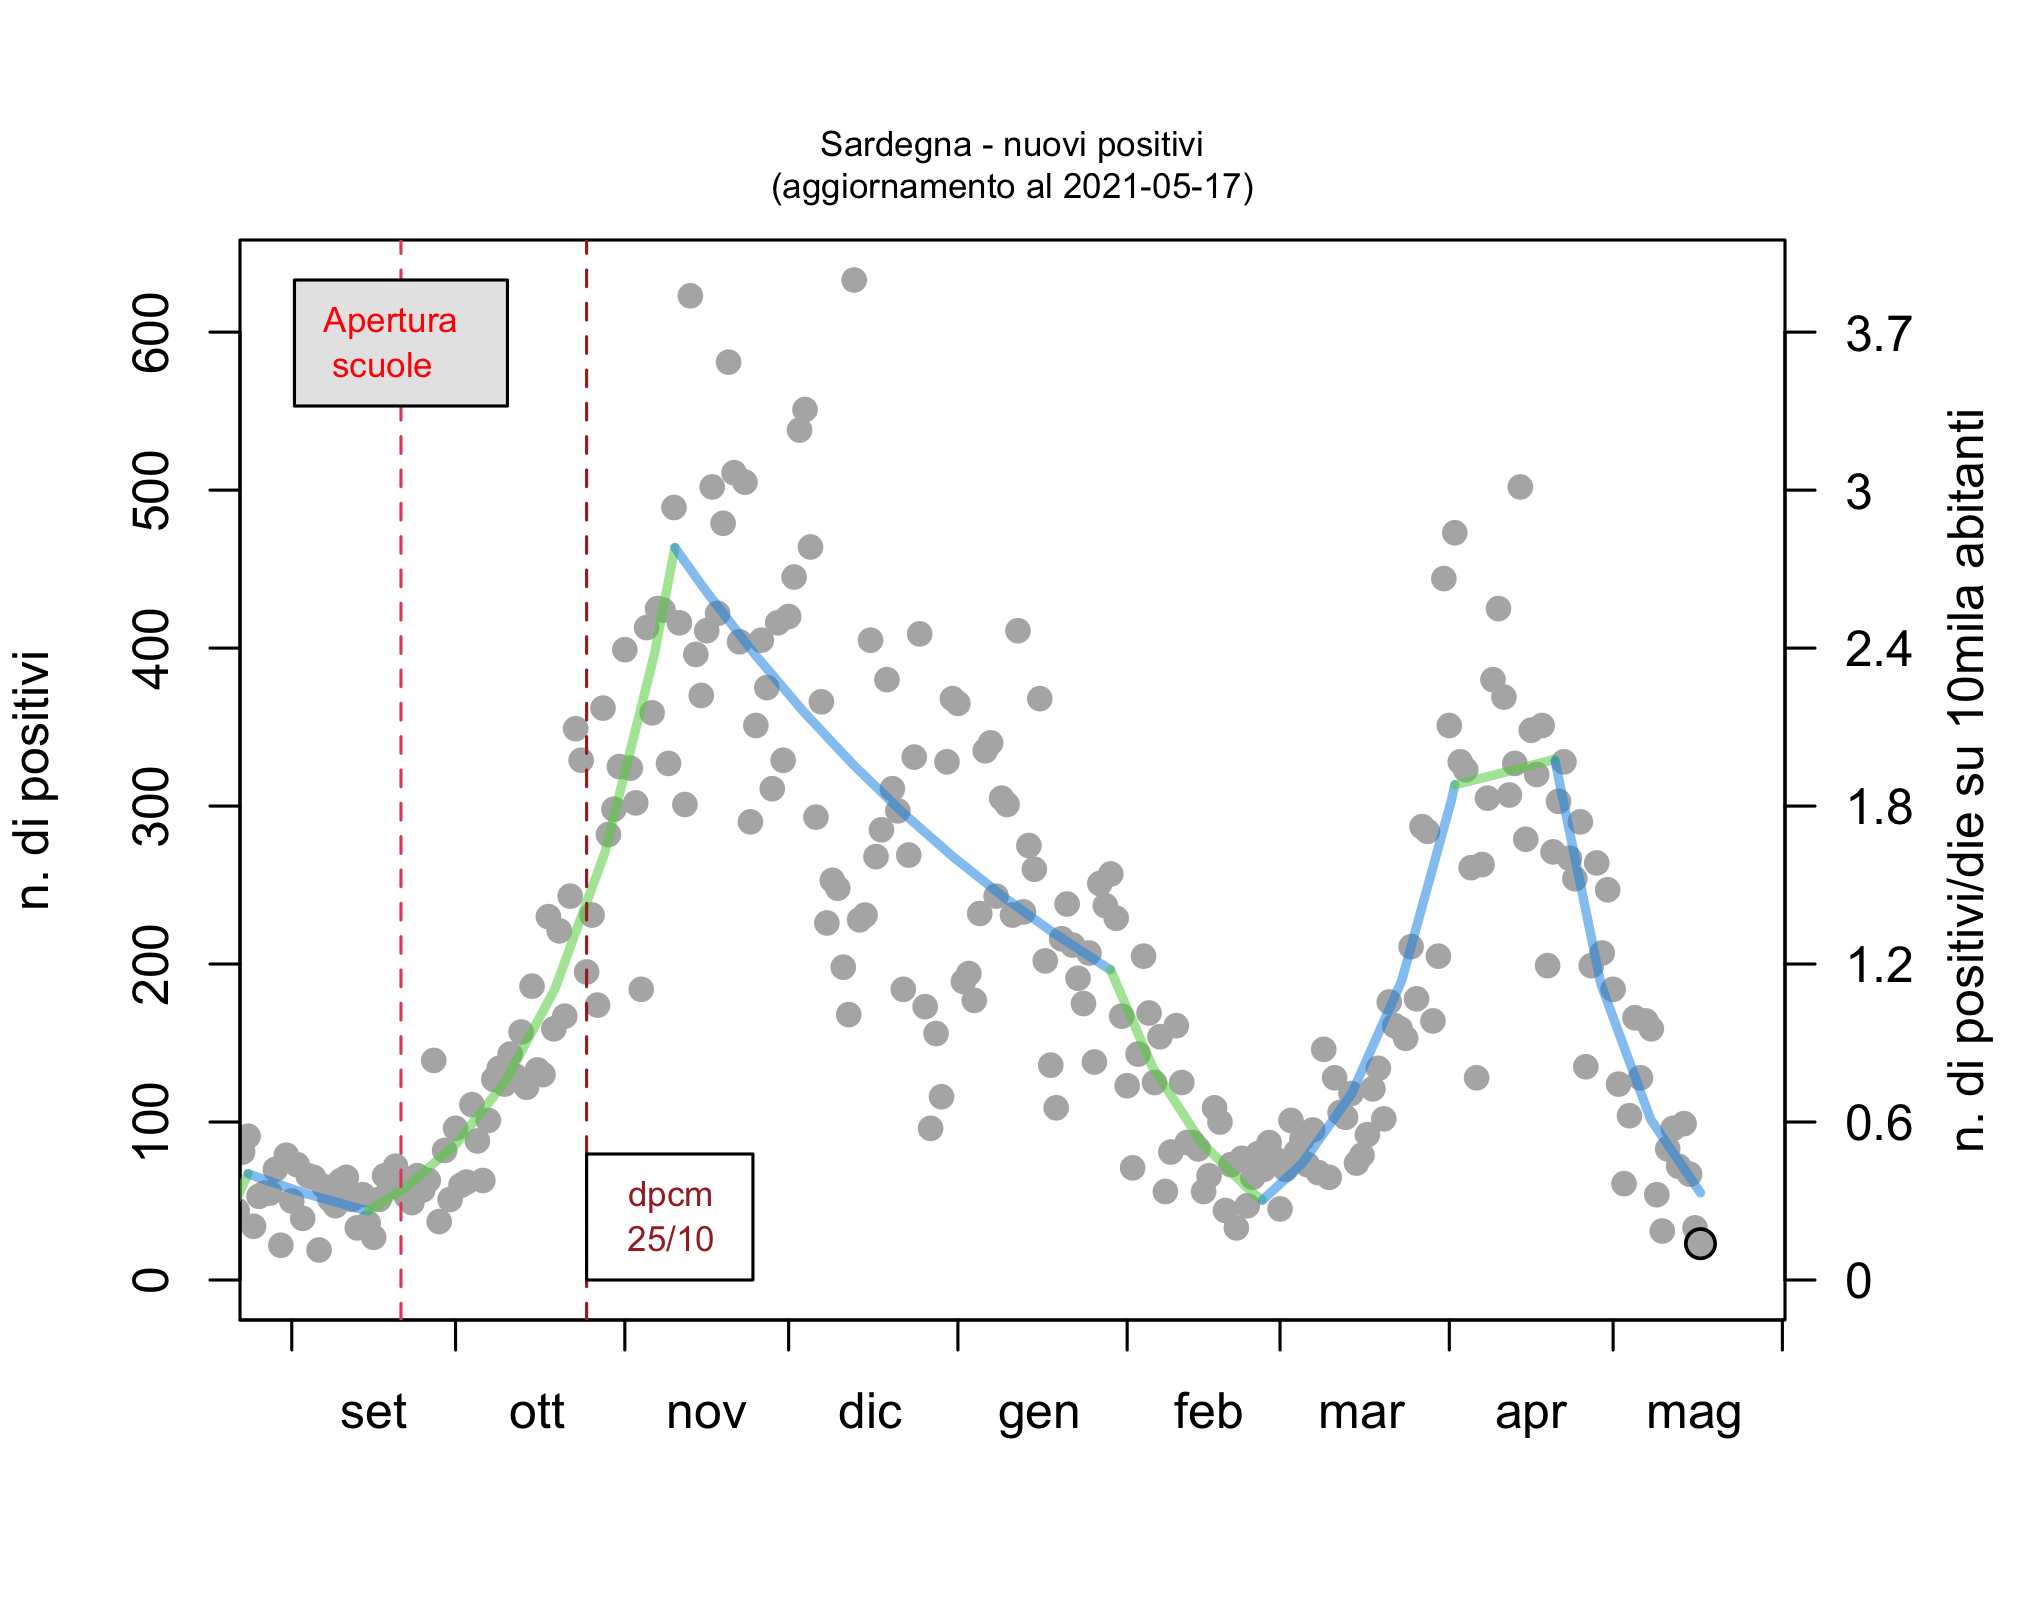 Sardegna - nuovi positivi
(aggiornamento al 2021-05-17)
Apertura
scuole
dpcm
25/10
n. di positivi
0
100
200
300
400
500
600
3.7
3
2.4
1.8
1.2
0.6
0
n. di positivi/die su 10mila abitanti
set
ott
nov
dic
gen
feb
mar
apr
mag